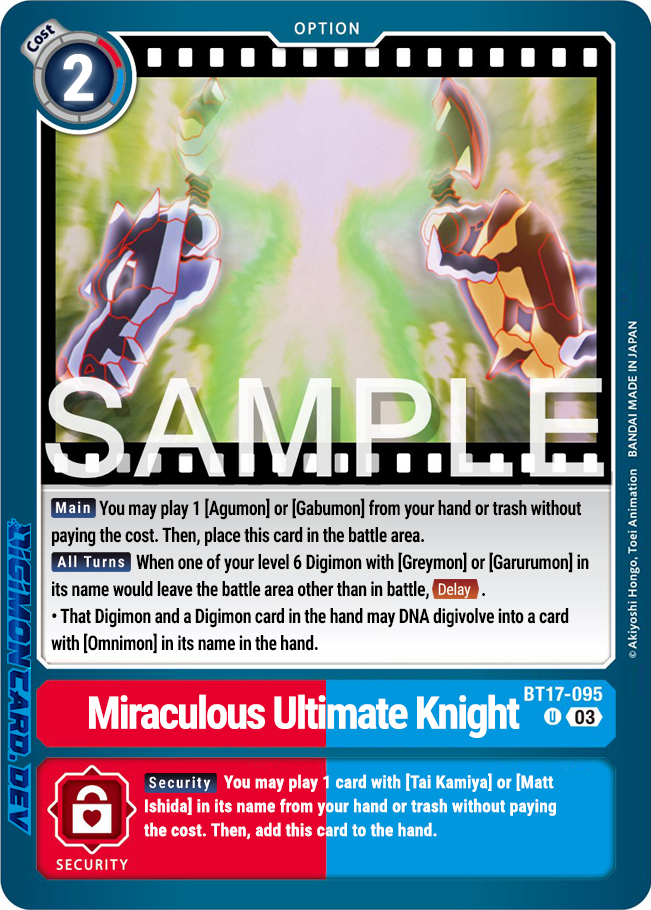 OPTION
Cost
2
SAMPLE
Main You may play 1 [Agumon] or [Gabumon] from your hand or trash without
paying the cost. Then, place this card in the battle area.
All Turns When one of your level 6 Digimon with [Greymon] or [Garurumon] in
its name would leave the battle area other than in battle, Delay .
• That Digimon and a Digimon card in the hand may DNA digivolve into a card
with [Omnimon] in its name in the hand.
© Akiyoshi Hongo, Toei Animation BANDAI MADE IN JAPAN
DIGIMONCARD.DEV
BT17-095
Miraculous Ultimate Knight
U 03
Security You may play 1 card with [Tai Kamiya] or [Matt
Ishida] in its name from your hand or trash without paying
the cost. Then, add this card to the hand.
SECURITY